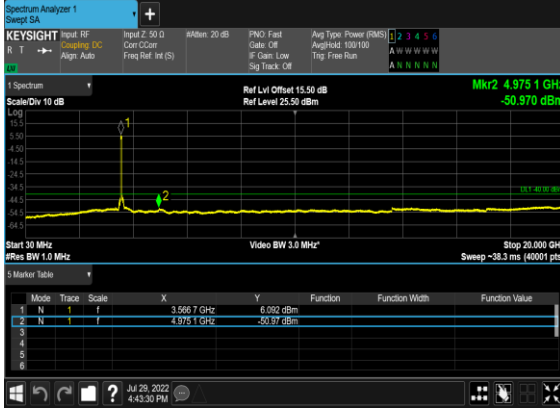 Spectrum Analyzer 1
Swept SA
+
KEYSIGHT Input: RF Input Z: 50 Ω #Atten: 20 dB PNO: Fast Avg Type: Power (RMS) 1 2 3 4 5 6
R T Coupling: DC Corr CCorr Gate: Off Avg|Hold: 100/100 A W W W W W
Align: Auto Freq Ref: Int (S) IF Gain: Low Trig: Free Run
Sig Track: Off A N N N N N
1 Spectrum Ref Lvl Offset 15.50 dB Mkr2 4.975 1 GHz
Scale/Div 10 dB Ref Level 25.50 dBm -50.970 dBm
Log
15.5
5.50
-4.50
-14.5
-24.5
-34.5
-44.5
-54.5
-64.5
1
2
Start 30 MHz Video BW 3.0 MHz* Stop 20.000 GH
#Res BW 1.0 MHz Sweep ~38.3 ms (40001 pts
5 Marker Table
Mode Trace Scale X Y Function Function Width Function Value
1 N 1 f 3.566 7 GHz 6.092 dBm
2 N 1 f 4.975 1 GHz -50.97 dBm
3
4
5
6
?
Jul 29, 2022
4:43:30 PM